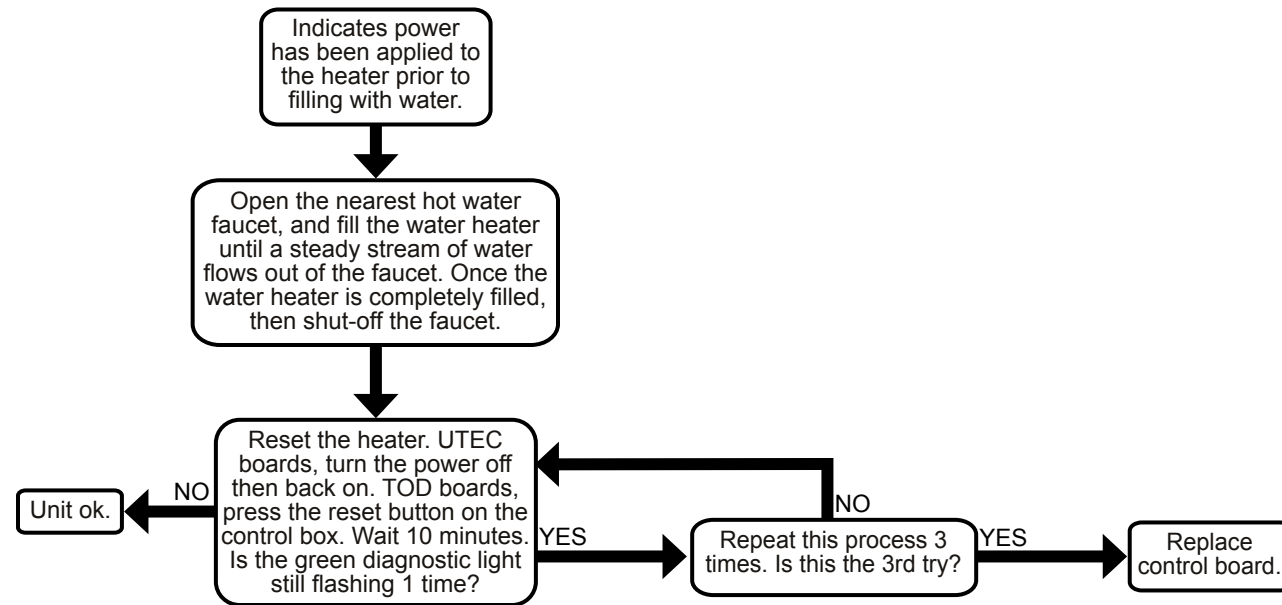 Indicates power
has been applied to
the heater prior to
filling with water.
Open the nearest hot water
faucet, and fill the water heater
until a steady stream of water
flows out of the faucet. Once the
water heater is completely filled,
then shut-off the faucet.
Reset the heater. UTEC
boards, turn the power off
then back on. TOD boards,
press the reset button on the
control box. Wait 10 minutes.
Is the green diagnostic light
still flashing 1 time?
NO
Unit ok.
YES
Repeat this process 3
times. Is this the 3rd try?
NO
YES
Replace
control board.